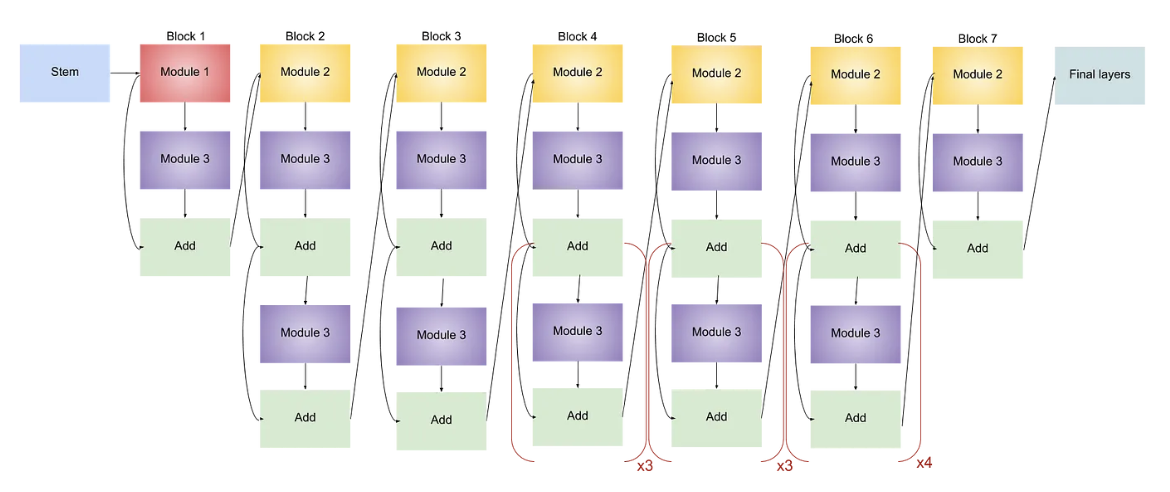 Block 1
Block 2
Block 3
Block 4
Block 5
Block 6
Block 7
Stem
Module 1
Module 2
Module 2
Module 2
Module 2
Module 2
Module 2
Final layers
Module 3
Module 3
Module 3
Module 3
Module 3
Module 3
Module 3
Add
Add
Add
Add
Add
Add
Add
Module 3
Module 3
Module 3
Module 3
Module 3
Add
Add
Add
Add
Add
x3
x3
x4